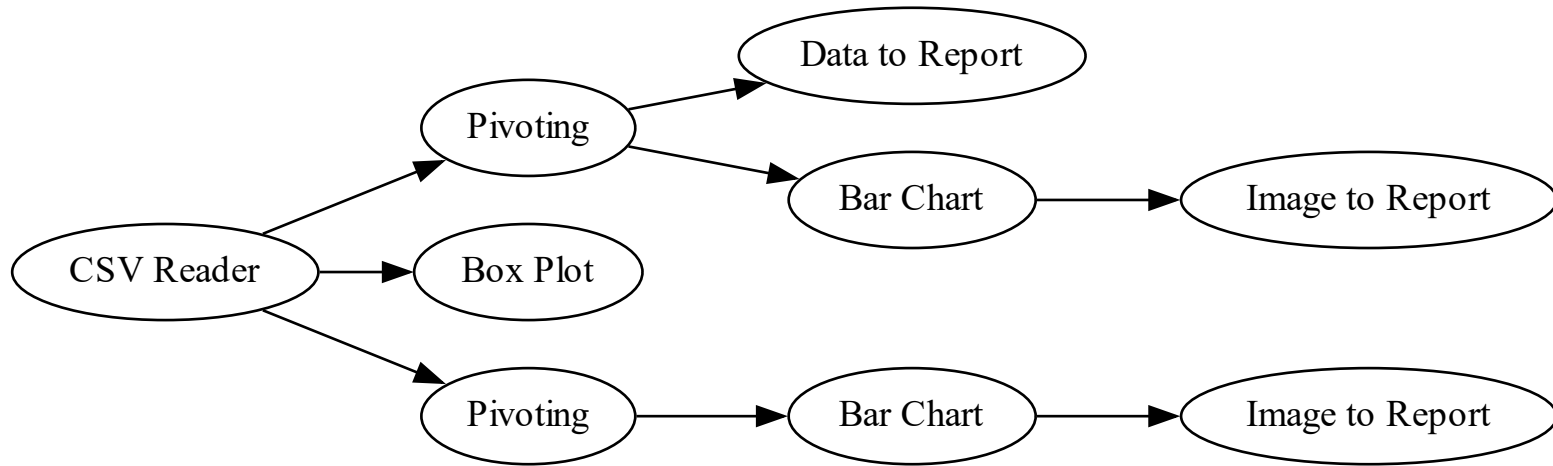 Data to Report
Pivoting
Bar Chart
Image to Report
CSV Reader
Box Plot
Pivoting
Bar Chart
Image to Report